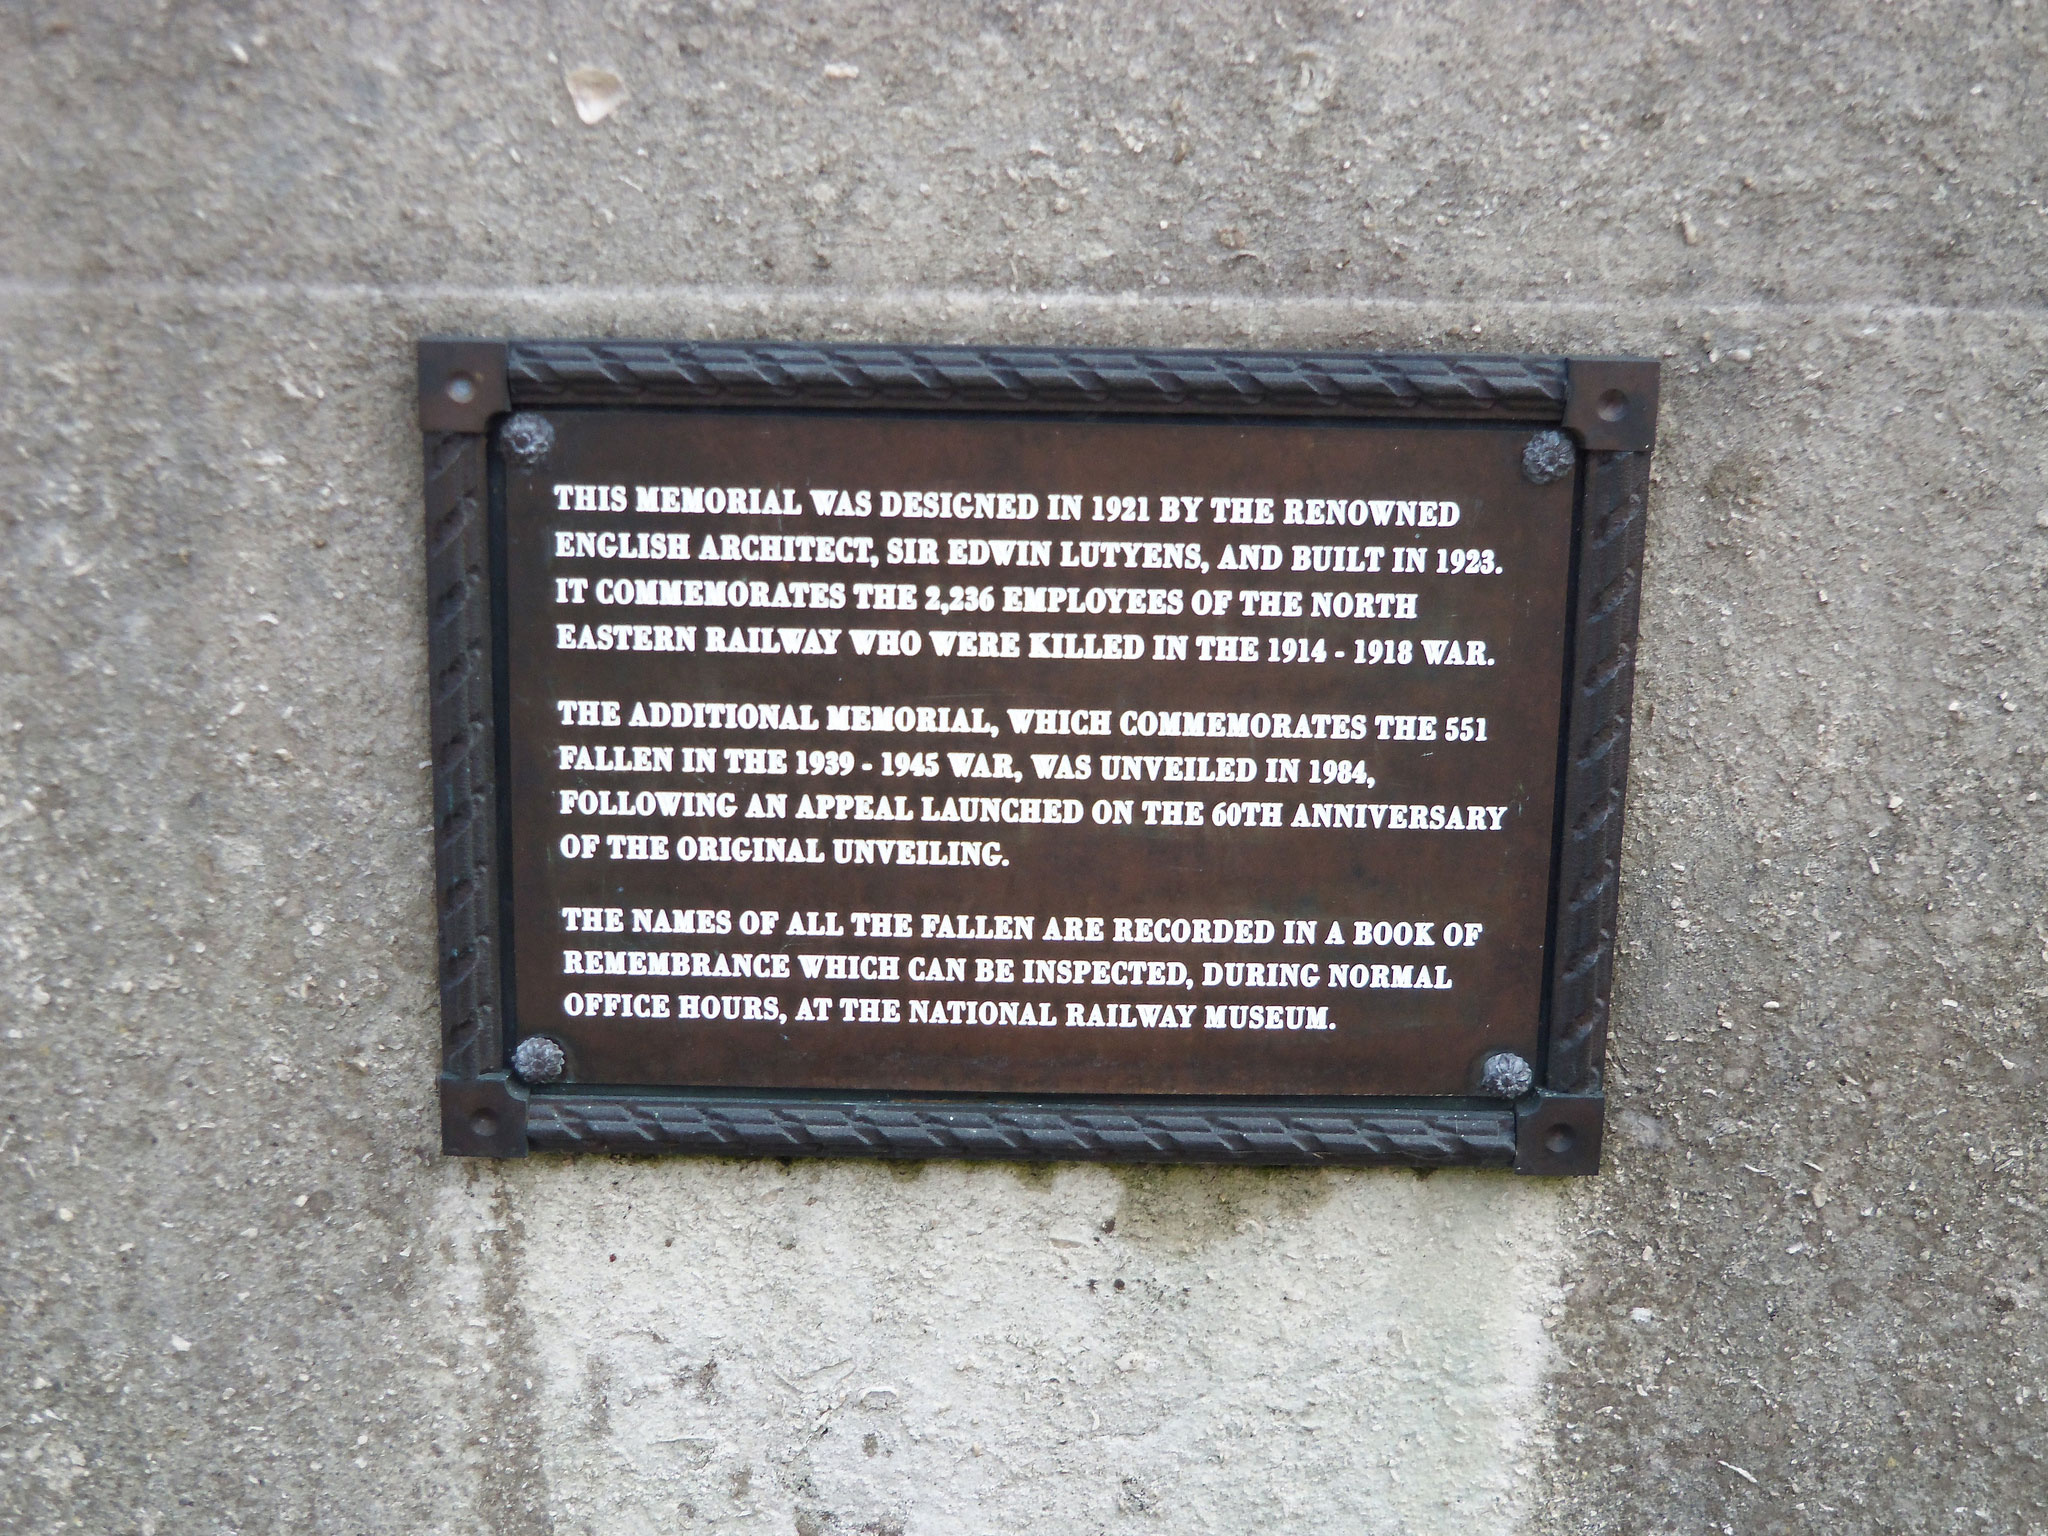 THIS MEMORIAL WAS DESIGNED IN 1921 BY THE RENOWNED
ENGLISH ARCHITECT, SIR EDWIN LUTYENS, AND BUILT IN 1923.
IT COMMEMORATES THE 2,236 EMPLOYEES OF THE NORTH
EASTERN RAILWAY WHO WERE KILLED IN THE 1914 - 1918 WAR.
THE ADDITIONAL MEMORIAL, WHICH COMMEMORATES THE 551
FALLEN IN THE 1939 - 1945 WAR, WAS UNVEILED IN 1984,
FOLLOWING AN APPEAL LAUNCHED ON THE 60TH ANNIVERSARY
OF THE ORIGINAL UNVEILING.
THE NAMES OF ALL THE FALLEN ARE RECORDED IN A BOOK OF
REMEMBRANCE WHICH CAN BE INSPECTED, DURING NORMAL
OFFICE HOURS, AT THE NATIONAL RAILWAY MUSEUM.